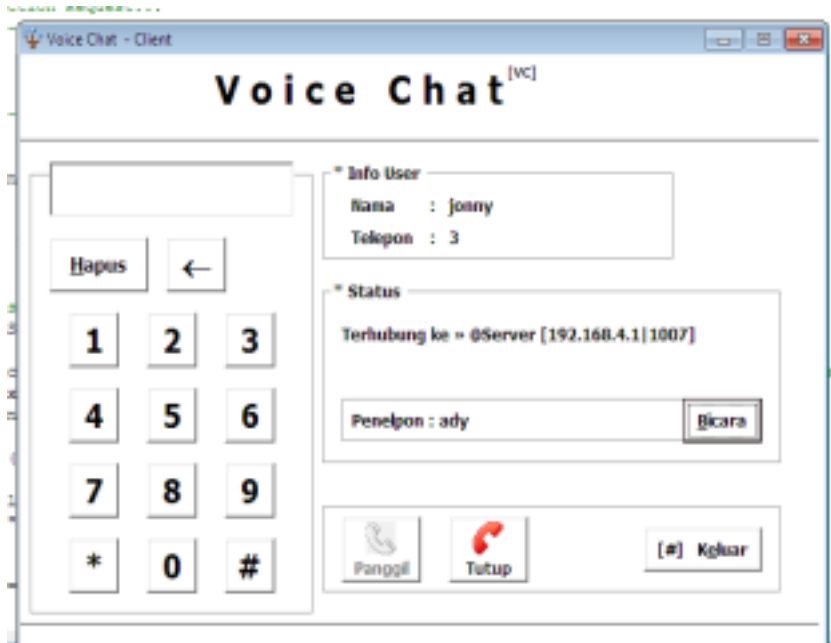 Voice Chat - Client
Voice Chat [VC]
* Info User
Nama : jonny
Telepon : 3
Hapus ←
* Status
1 2 3
Terhubung ke » @Server [192.168.4.1|1007]
4 5 6
Penelpon : ady Bicara
7 8 9
* 0 #
Panggil Tutup [#] Keluar